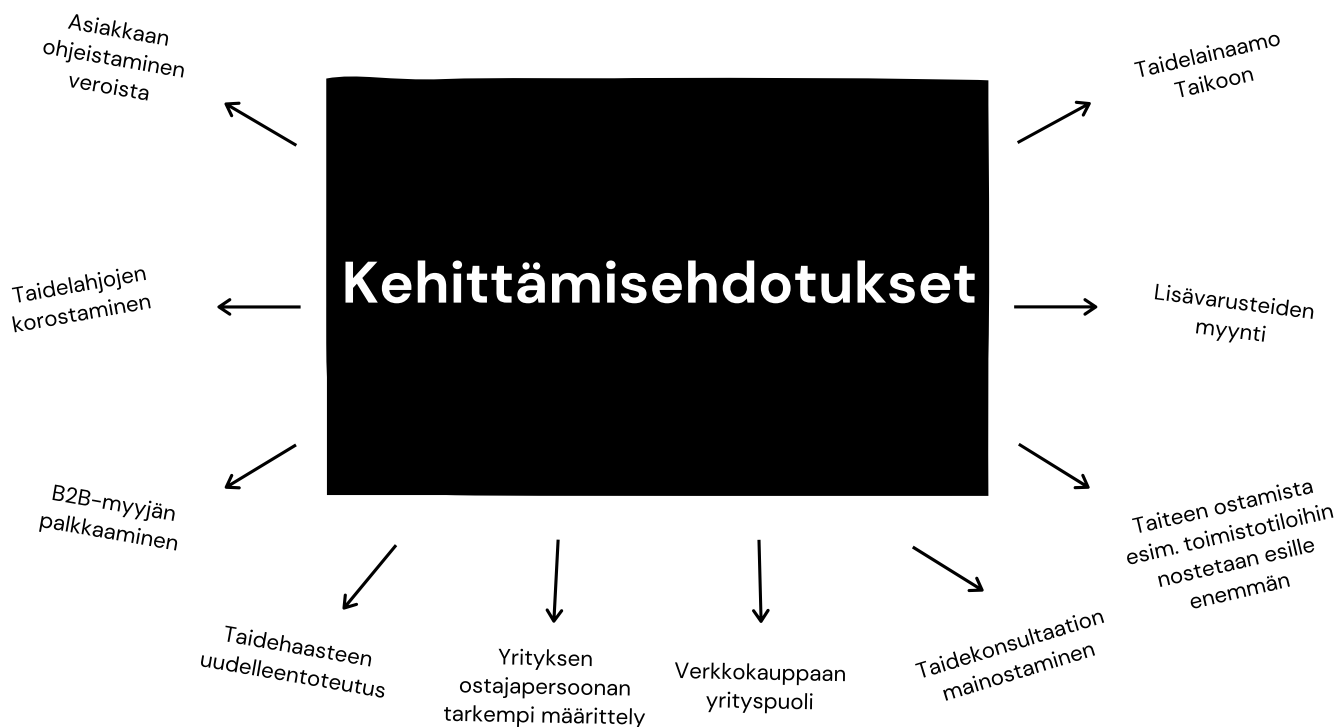 Asiakkaan
ohjeistaminen
veroista
Taidelainaamo
Taikoon
Kehittämisehdotukset
Taidelahjojen
korostaminen
Lisävarusteiden
myynti
B2B-myyjän
palkkaaminen
Taiteen ostamista
esim. toimistotiloihin
nostetaan esille
enemmän
Taidehaasteen
uudelleentoteutus
Yrityksen
ostajapersoonan
tarkempi määrittely
Verkkokauppaan
yrityspuoli
Taidekonsultaation
mainostaminen